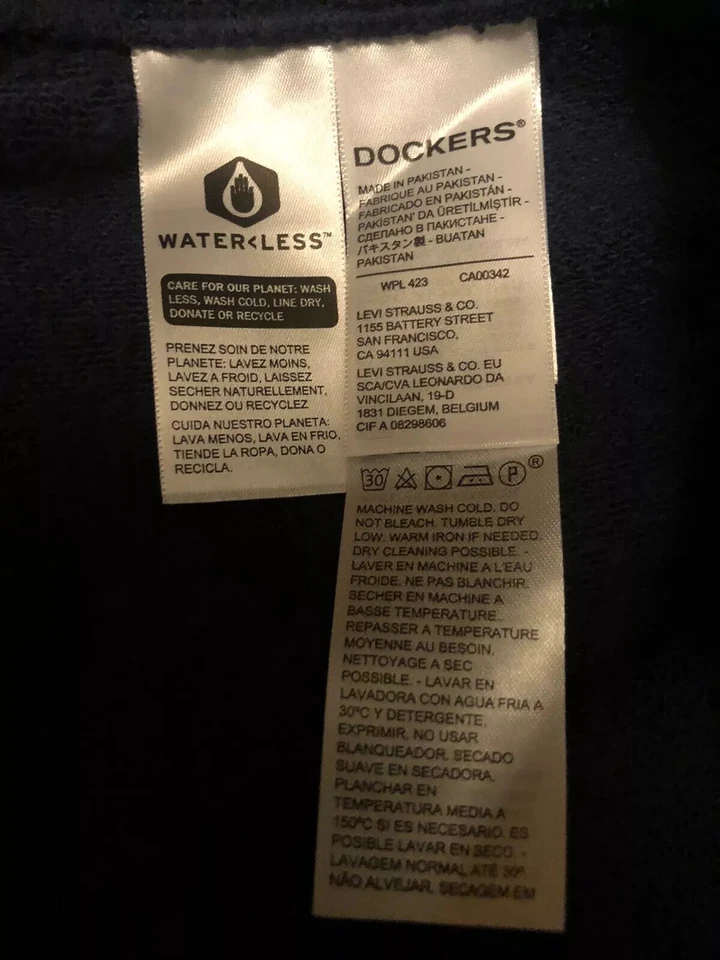 WATER<LESS™
CARE FOR OUR PLANET: WASH
LESS, WASH COLD, LINE DRY,
DONATE OR RECYCLE
PRENEZ SOIN DE NOTRE
PLANETE: LAVEZ MOINS,
LAVEZ A FROID, LAISSEZ
SECHER NATURELLEMENT,
DONNEZ OU RECYCLEZ
CUIDA NUESTRO PLANETA:
LAVA MENOS, LAVA EN FRIO,
TIENDE LA ROPA, DONA O
RECICLA.
DOCKERS®
MADE IN PAKISTAN -
FABRIQUE AU PAKISTAN -
FABRICADO EN PAKISTÁN -
PAKİSTAN' DA ÜRETİLMİŞTİR -
СДЕЛАНО В ПАКИСТАНЕ -
パキスタン製 - BUATAN
PAKISTAN
WPL 423 CA00342
LEVI STRAUSS & CO.
1155 BATTERY STREET
SAN FRANCISCO,
CA 94111 USA
LEVI STRAUSS & CO. EU
SCA/CVA LEONARDO DA
VINCILAAN, 19-D
1831 DIEGEM, BELGIUM
CIF A 08298606
30 P ®
MACHINE WASH COLD. DO
NOT BLEACH. TUMBLE DRY
LOW. WARM IRON IF NEEDED.
DRY CLEANING POSSIBLE. -
LAVER EN MACHINE A L'EAU
FROIDE. NE PAS BLANCHIR.
SECHER EN MACHINE A
BASSE TEMPERATURE.
REPASSER A TEMPERATURE
MOYENNE AU BESOIN.
NETTOYAGE A SEC
POSSIBLE. - LAVAR EN
LAVADORA CON AGUA FRIA A
30ºC Y DETERGENTE.
EXPRIMIR. NO USAR
BLANQUEADOR. SECADO
SUAVE EN SECADORA.
PLANCHAR EN
TEMPERATURA MEDIA A
150ºC SI ES NECESARIO. ES
POSIBLE LAVAR EN SECO. -
LAVAGEM NORMAL ATÉ 30º.
NÃO ALVEJAR. SECAGEM EM